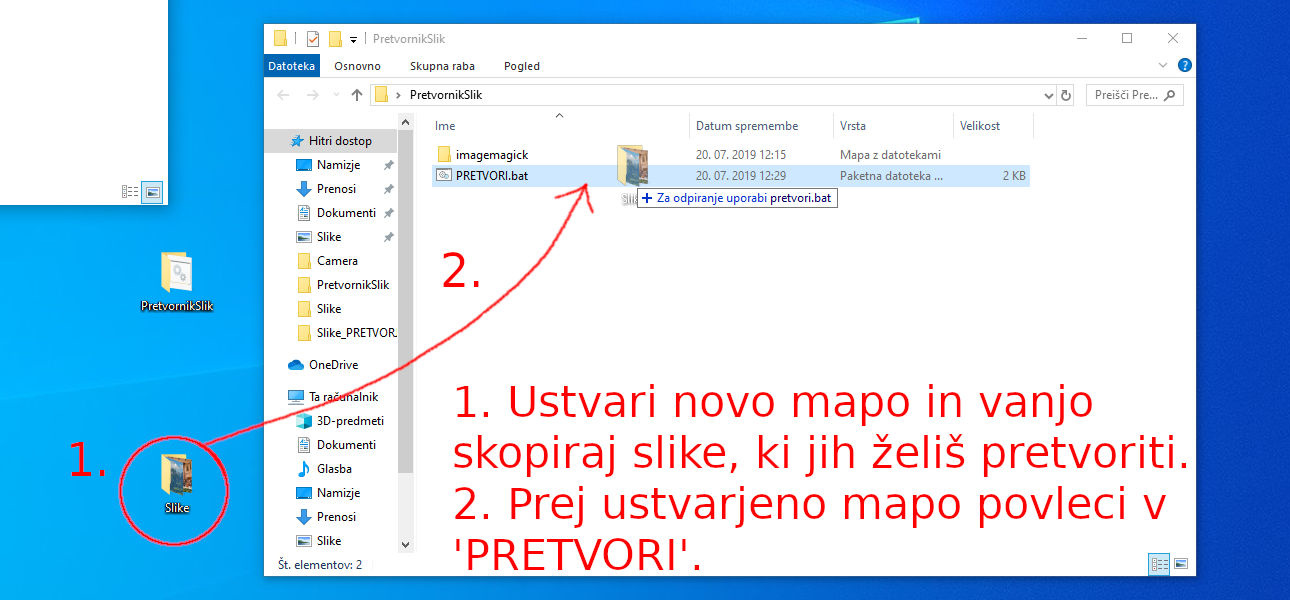 PretvornikSlik
Datoteka Osnovno Skupna raba Pogled
PretvornikSlik
Preišči Pre...
Ime Datum spremembe Vrsta Velikost
Hitri dostop
Namizje
Prenosi
Dokumenti
Slike
Camera
PretvornikSlik
Slike
Slike_PRETVOR
OneDrive
Ta računalnik
3D-predmeti
Dokumenti
Glasba
Namizje
Prenosi
Slike
imagemagick 20. 07. 2019 12:15 Mapa z datotekami
PRETVORI.bat 20. 07. 2019 12:29 Paketna datoteka ... 2 KB
+ Za odpiranje uporabi pretvori.bat
Št. elementov: 2
PretvornikSlik
1.
Slike
2.
1. Ustvari novo mapo in vanjo
skopiraj slike, ki jih želiš pretvoriti.
2. Prej ustvarjeno mapo povleci v
'PRETVORI'.